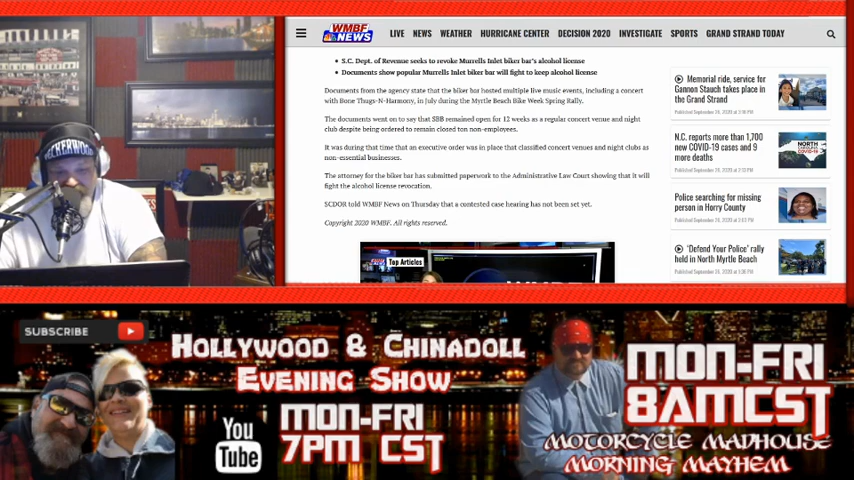 PECKERWOOD
WMBF
NEWS
LIVE NEWS WEATHER HURRICANE CENTER DECISION 2020 INVESTIGATE SPORTS GRAND STRAND TODAY
S.C. Dept. of Revenue seeks to revoke Murrells Inlet biker bar's alcohol license
Documents show popular Murrells Inlet biker bar will fight to keep alcohol license
Documents from the agency state that the biker bar hosted multiple live music events, including a concert
with Bone Thugs-N-Harmony, in July during the Myrtle Beach Bike Week Spring Rally.
The documents went on to say that SBB remained open for 12 weeks as a regular concert venue and night
club despite being ordered to remain closed ton non-employees.
It was during that time that an executive order was in place that classified concert venues and night clubs as
non-essential businesses.
The attorney for the biker bar has submitted paperwork to the Administrative Law Court showing that it will
fight the alcohol license revocation.
SCDOR told WMBF News on Thursday that a contested case hearing has not been set yet.
Copyright 2020 WMBF. All rights reserved.
Top Articles
Memorial ride, service for
Gannon Stauch takes place in
the Grand Strand
N.C. reports more than 1,700
new COVID-19 cases and 9
more deaths
NORTH
CAROLINA
Police searching for missing
person in Horry County
'Defend Your Police' rally
held in North Myrtle Beach
SUBSCRIBE
HOLLYWOOD & CHINADOLL
EVENING SHOW
You
Tube
MON-FRI
7PM CST
MON-FRI
8AMCST
MOTORCYCLE MADHOUSE
MORNING MAYHEM